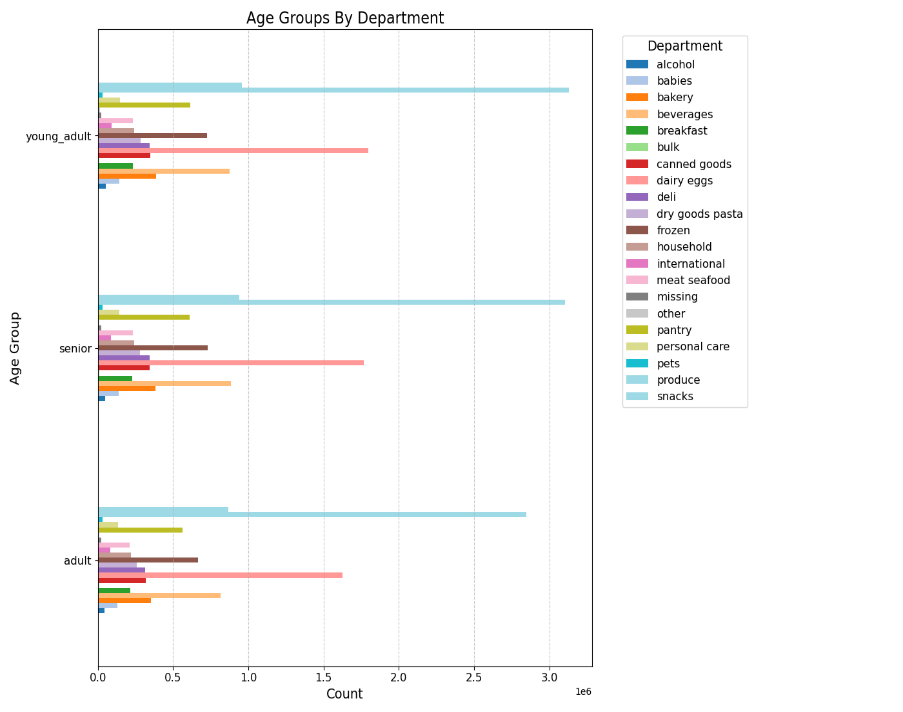 Age Groups By Department
Age Group
young_adult
senior
adult
0.0 0.5 1.0 1.5 2.0 2.5 3.0
1e6
Count
Department
alcohol
babies
bakery
beverages
breakfast
bulk
canned goods
dairy eggs
deli
dry goods pasta
frozen
household
international
meat seafood
missing
other
pantry
personal care
pets
produce
snacks